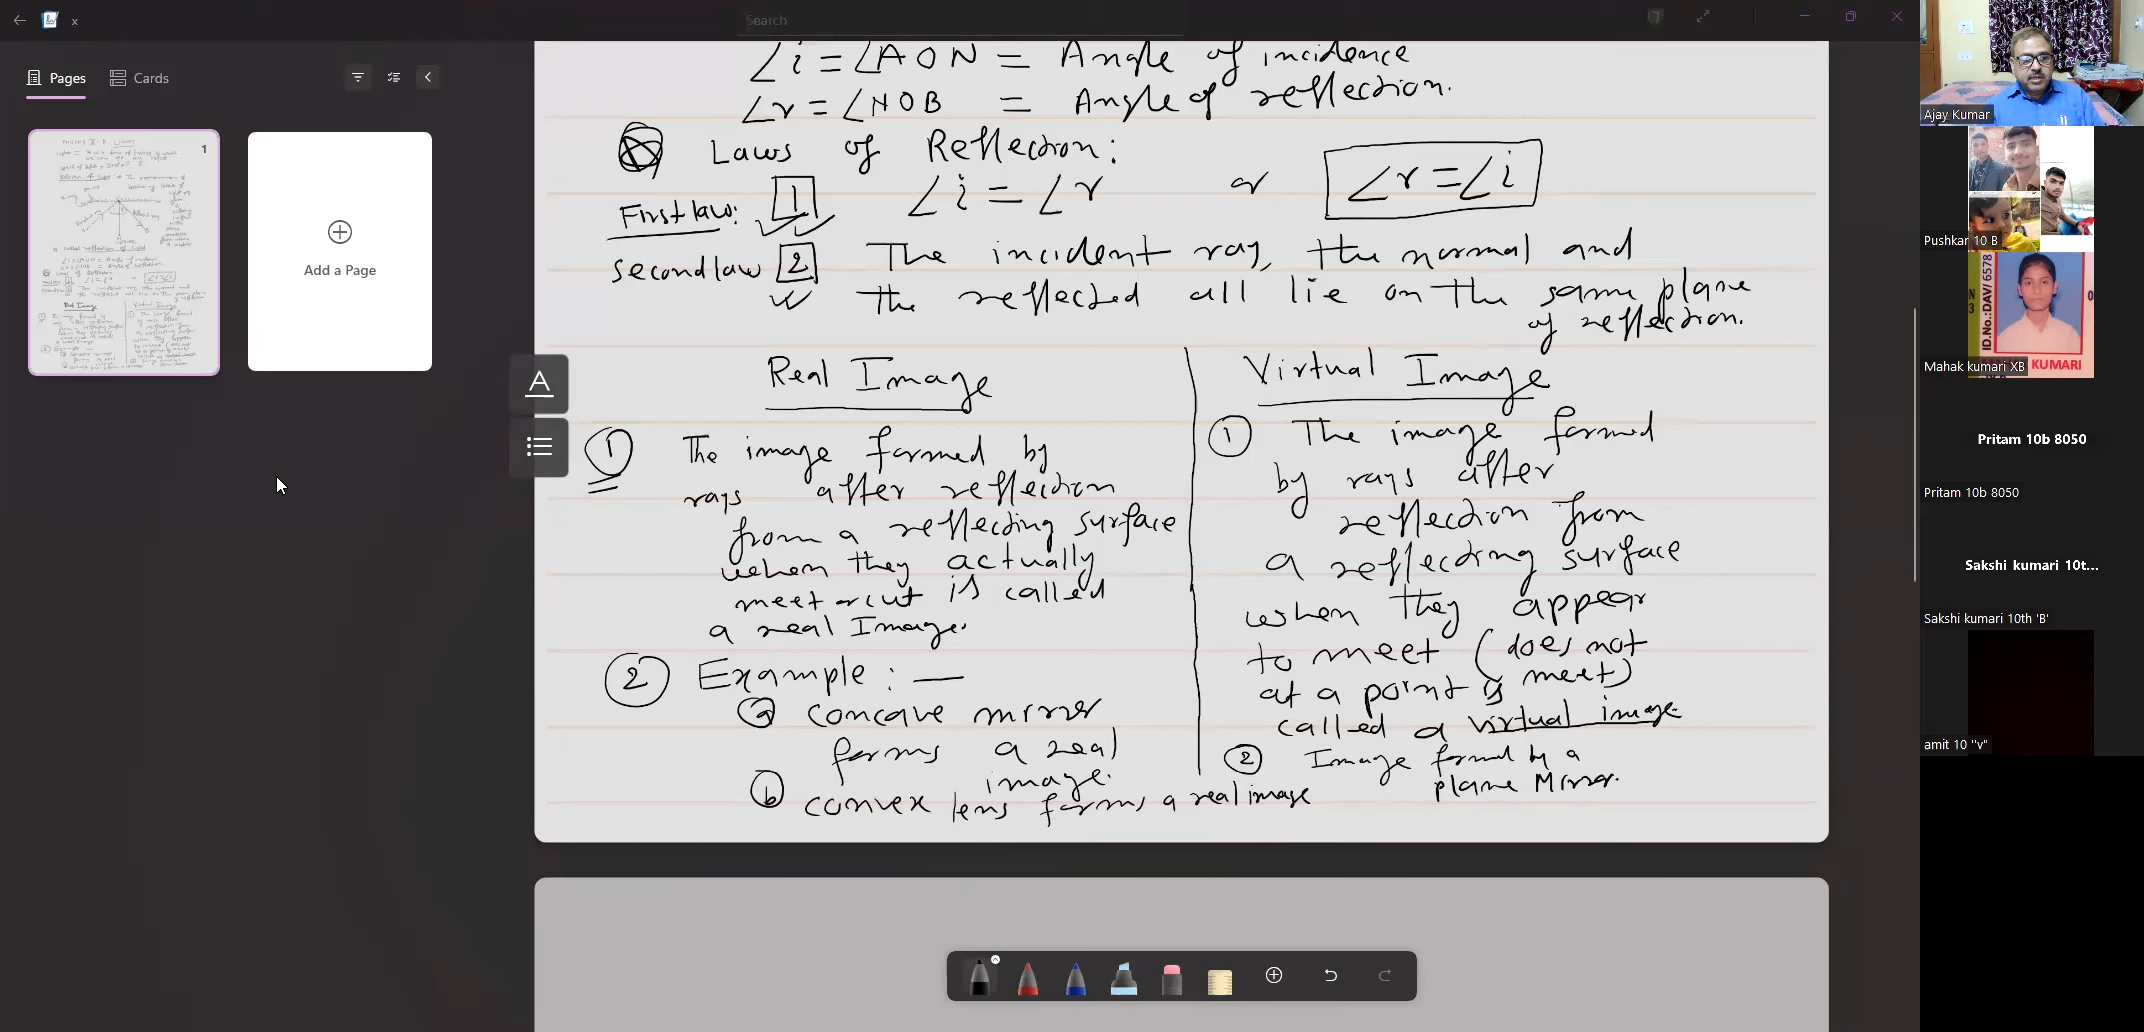 x
Search
Pages
Cards
1
Add a Page
∠i = ∠AON = Angle of incidence
∠r = ∠NOB = Angle of reflection.
Laws of Reflection:
First law: 1 ∠i = ∠r or ∠r = ∠i
Second law 2 The incident ray, the normal and
the reflected all lie on the same plane
of reflection.
Real Image
1 The image formed by
rays after reflection
from a reflecting surface
when they actually
meet or cut is called
a real Image.
2 Example: —
a concave mirror
forms a real
image.
b convex lens forms a real image
Virtual Image
1 The image formed
by rays after
reflection from
a reflecting surface
when they appear
to meet (does not
meet)
at a point is
called a virtual image.
2 Image formed by a
plane Mirror.
A
Ajay Kumar
Pushkar 10 B
ID.No.:DAV/6578
KUMARI
Mahak kumari XB
Pritam 10b 8050
Pritam 10b 8050
Sakshi kumari 10t...
Sakshi kumari 10th 'B'
amit 10 "v"